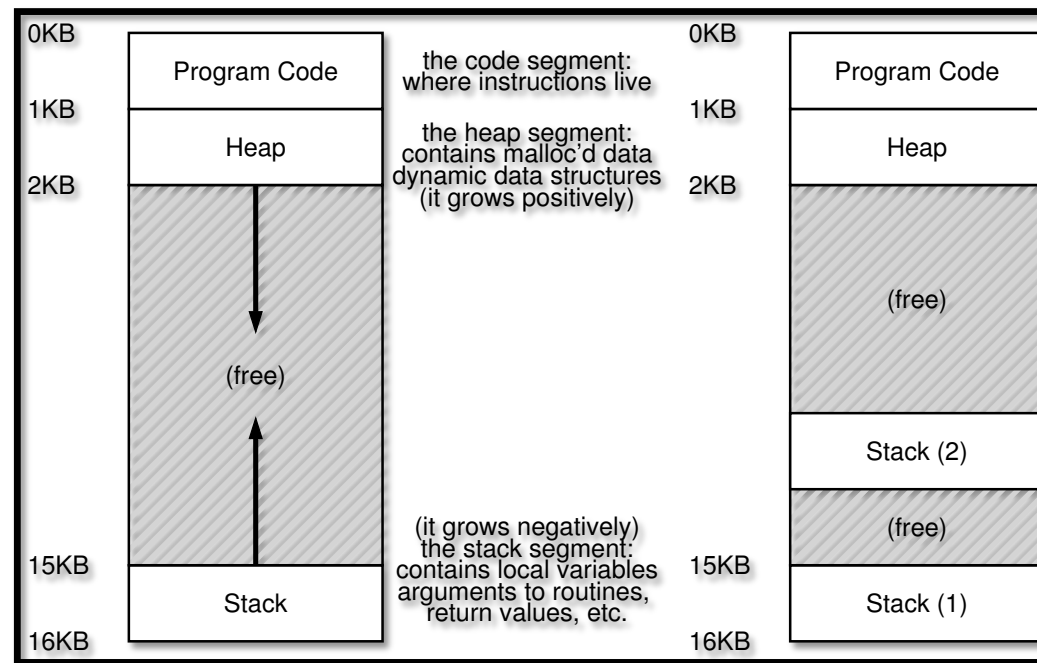 0KB
Program Code
the code segment:
where instructions live
1KB
Heap
the heap segment:
contains malloc'd data
dynamic data structures
(it grows positively)
2KB
(free)
(it grows negatively)
the stack segment:
contains local variables
arguments to routines,
return values, etc.
15KB
Stack
16KB
0KB
Program Code
1KB
Heap
2KB
(free)
Stack (2)
(free)
15KB
Stack (1)
16KB